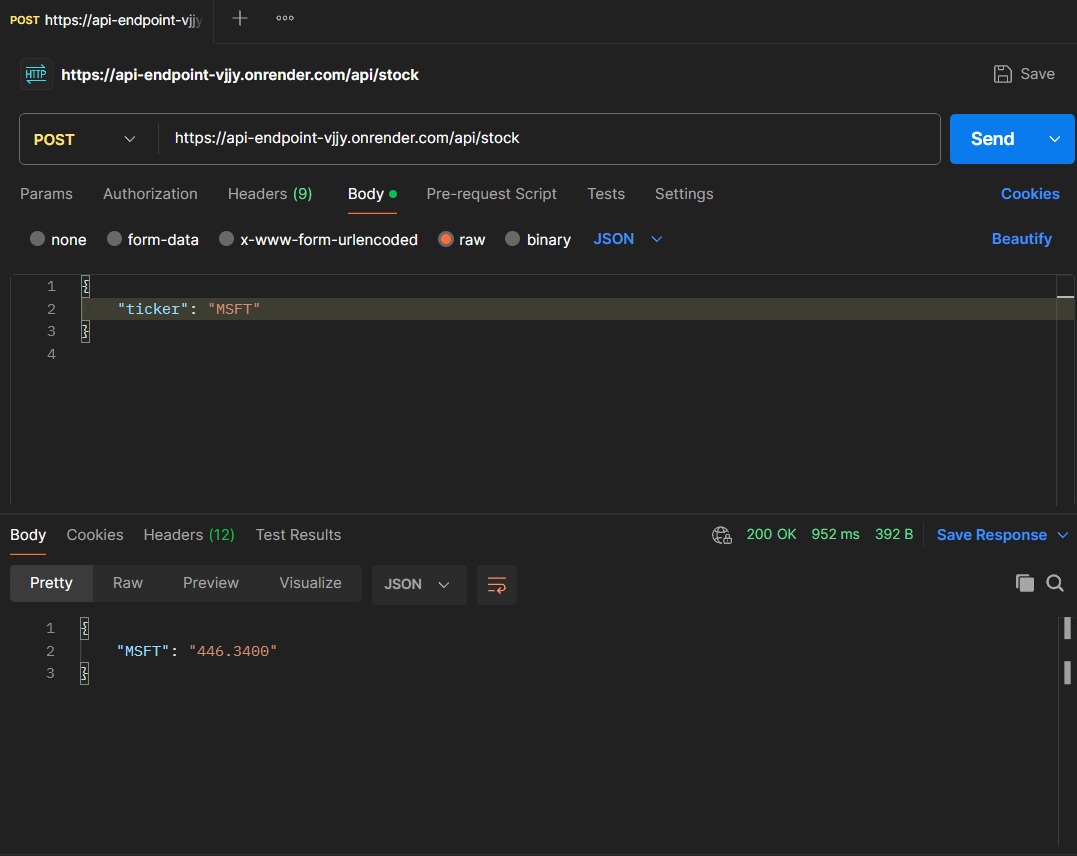 POST https://api-endpoint-vjjy
HTTP https://api-endpoint-vjjy.onrender.com/api/stock Save
POST https://api-endpoint-vjjy.onrender.com/api/stock Send
Params Authorization Headers (9) Body Pre-request Script Tests Settings Cookies
none form-data x-www-form-urlencoded raw binary JSON Beautify
1 {
2 "ticker": "MSFT"
3 }
4
Body Cookies Headers (12) Test Results 200 OK 952 ms 392 B Save Response
Pretty Raw Preview Visualize JSON
1 {
2 "MSFT": "446.3400"
3 }